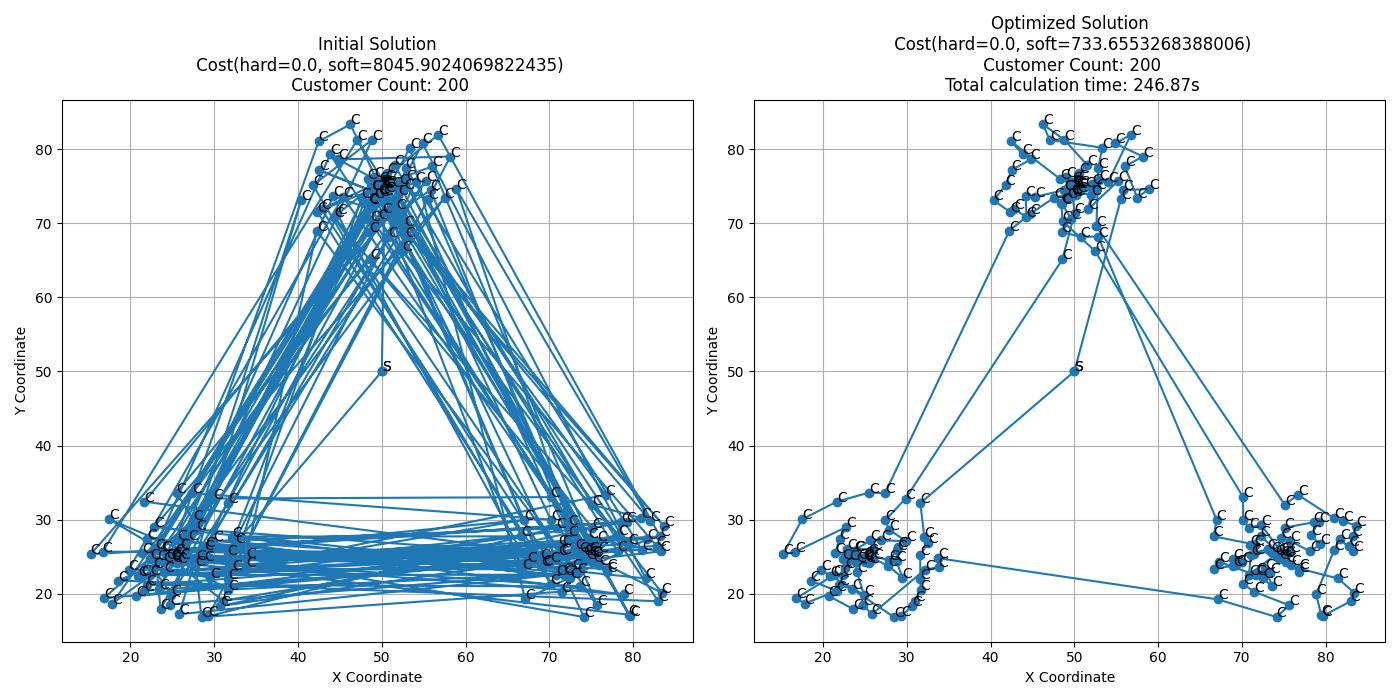 Initial Solution
Cost(hard=0.0, soft=8045.9024069822435)
Customer Count: 200
Y Coordinate
80
70
60
50
40
30
20
S
20
30
40
50
60
70
80
X Coordinate
Optimized Solution
Cost(hard=0.0, soft=733.6553268388006)
Customer Count: 200
Total calculation time: 246.87s
Y Coordinate
80
70
60
50
40
30
20
S
20
30
40
50
60
70
80
X Coordinate